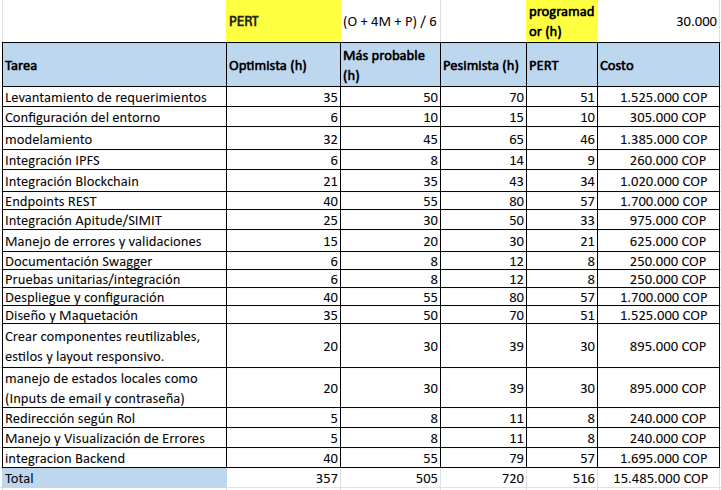 PERT (O + 4M + P) / 6 programad
or (h) 30.000
Tarea Optimista (h) Más probable
(h) Pesimista (h) PERT Costo
Levantamiento de requerimientos 35 50 70 51 1.525.000 COP
Configuración del entorno 6 10 15 10 305.000 COP
modelamiento 32 45 65 46 1.385.000 COP
Integración IPFS 6 8 14 9 260.000 COP
Integración Blockchain 21 35 43 34 1.020.000 COP
Endpoints REST 40 55 80 57 1.700.000 COP
Integración Apitude/SIMIT 25 30 50 33 975.000 COP
Manejo de errores y validaciones 15 20 30 21 625.000 COP
Documentación Swagger 6 8 12 8 250.000 COP
Pruebas unitarias/integración 6 8 12 8 250.000 COP
Despliegue y configuración 40 55 80 57 1.700.000 COP
Diseño y Maquetación 35 50 70 51 1.525.000 COP
Crear componentes reutilizables,
estilos y layout responsivo. 20 30 39 30 895.000 COP
manejo de estados locales como
(Inputs de email y contraseña) 20 30 39 30 895.000 COP
Redirección según Rol 5 8 11 8 240.000 COP
Manejo y Visualización de Errores 5 8 11 8 240.000 COP
integracion Backend 40 55 79 57 1.695.000 COP
Total 357 505 720 516 15.485.000 COP